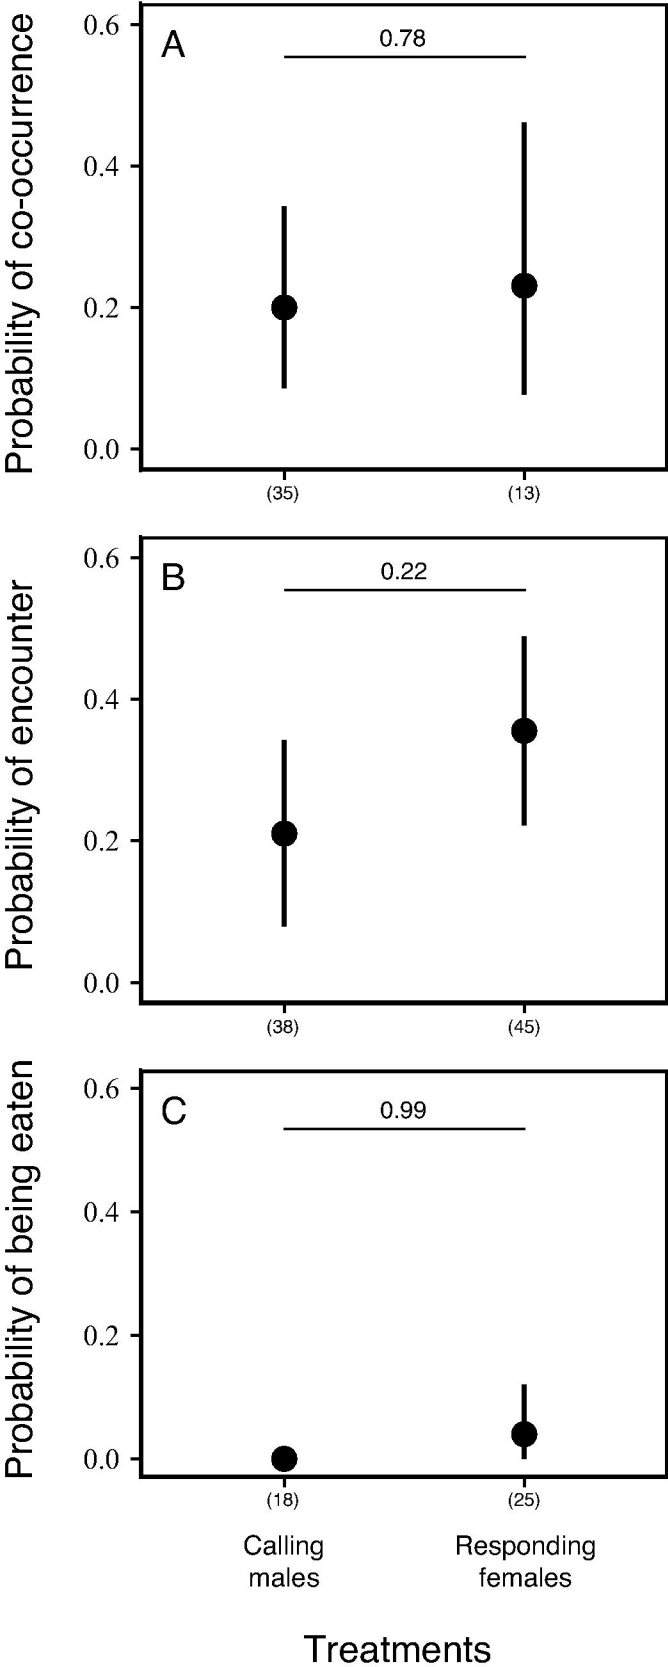 Probability of co-occurrence
0.6
0.4
0.2
0.0
A
0.78
(35)
(13)
Probability of encounter
0.6
0.4
0.2
0.0
B
0.22
(38)
(45)
Probability of being eaten
0.6
0.4
0.2
0.0
C
0.99
(18)
(25)
Calling
males
Responding
females
Treatments